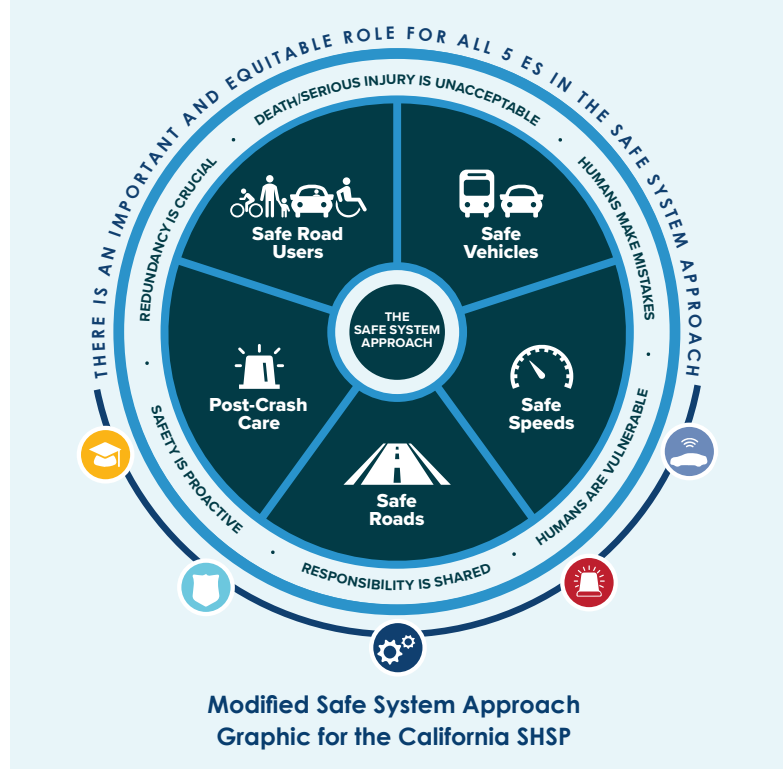 THERE IS AN IMPORTANT AND EQUITABLE ROLE FOR ALL 5 ES IN THE SAFE SYSTEM APPROACH
DEATH/SERIOUS INJURY IS UNACCEPTABLE
HUMANS MAKE MISTAKES
HUMANS ARE VULNERABLE
RESPONSIBILITY IS SHARED
SAFETY IS PROACTIVE
REDUNDANCY IS CRUCIAL
Safe Road
Users
Safe
Vehicles
THE
SAFE SYSTEM
APPROACH
Post-Crash
Care
Safe
Speeds
Safe
Roads
Modified Safe System Approach
Graphic for the California SHSP